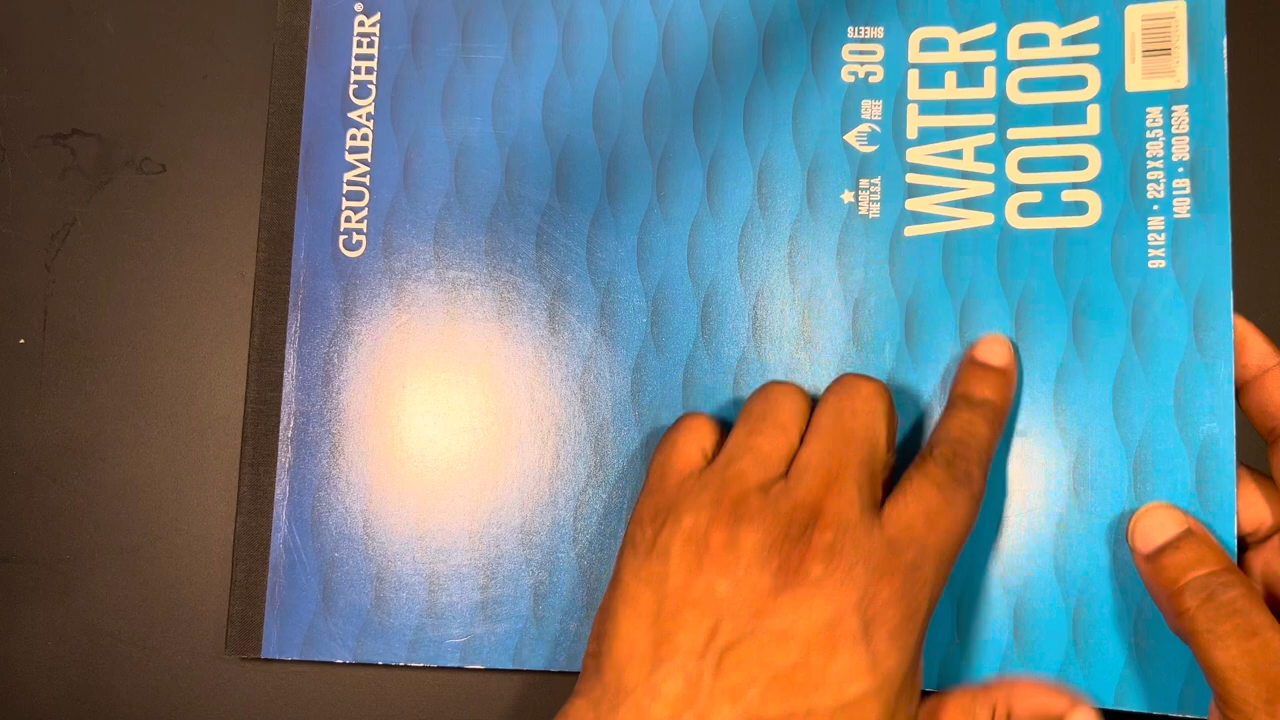 GRUMBACHER®
30 SHEETS
ACID FREE
MADE IN THE U.S.A.
WATER
COLOR
9 X 12 IN • 22,9 X 30,5 CM
140 LB • 300 GSM